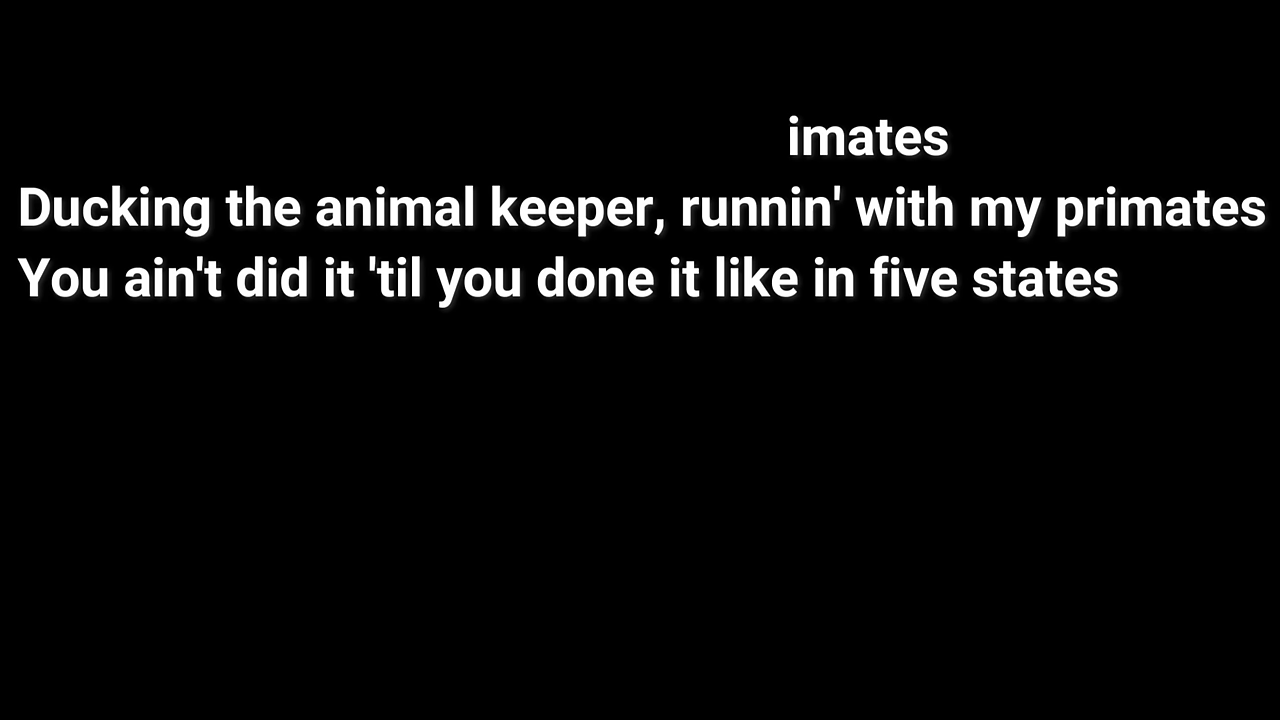 imates
Ducking the animal keeper, runnin' with my primates
You ain't did it 'til you done it like in five states